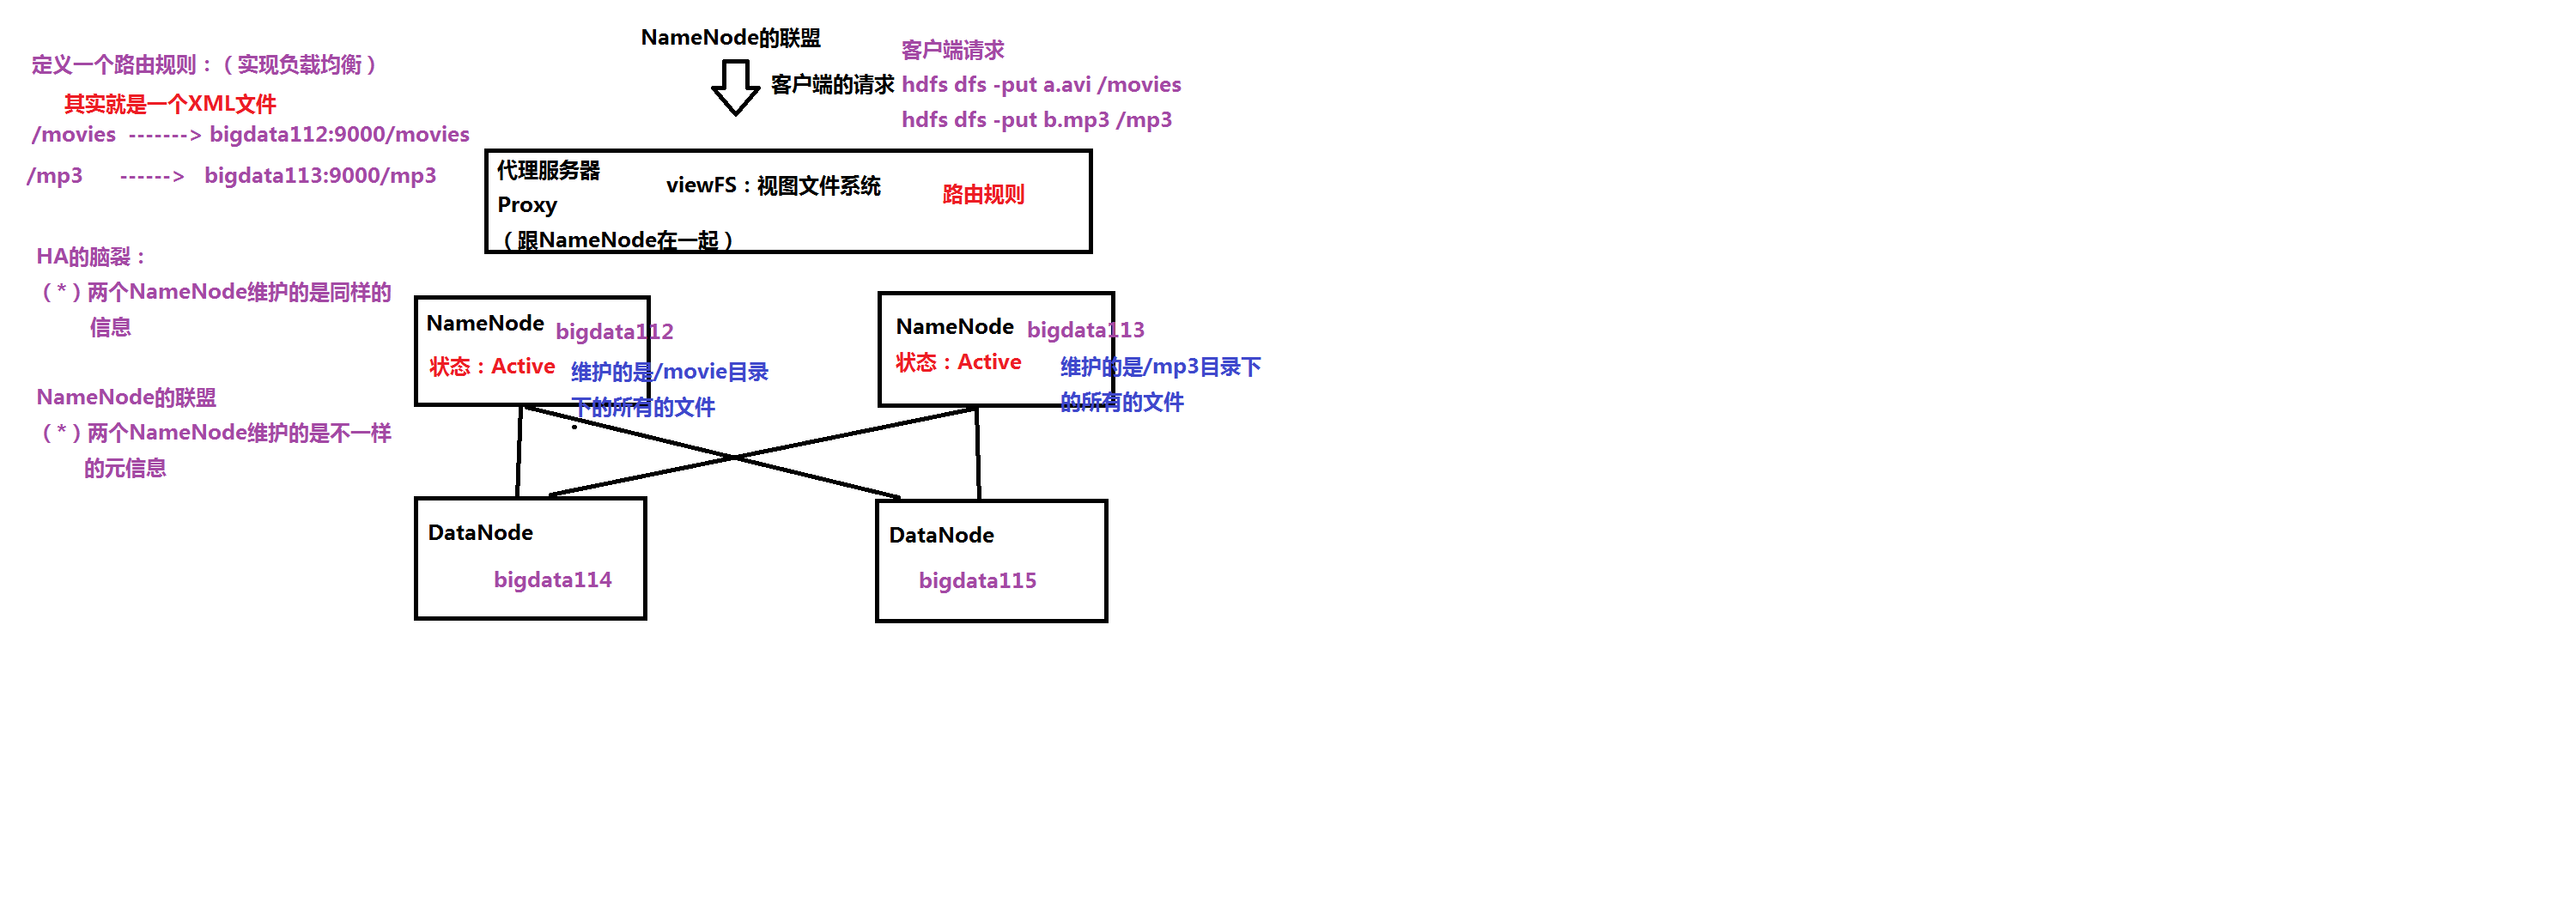 NameNode的联盟
客户端的请求
客户端请求
hdfs dfs -put a.avi /movies
hdfs dfs -put b.mp3 /mp3
定义一个路由规则：（实现负载均衡）
其实就是一个XML文件
/movies -------> bigdata112:9000/movies
/mp3 ------> bigdata113:9000/mp3
代理服务器
Proxy
（跟NameNode在一起）
viewFS：视图文件系统
路由规则
HA的脑裂：
（*）两个NameNode维护的是同样的
信息
NameNode的联盟
（*）两个NameNode维护的是不一样
的元信息
NameNode
bigdata112
状态：Active
维护的是/movie目录
下的所有的文件
NameNode
bigdata113
状态：Active
维护的是/mp3目录下
的所有的文件
DataNode
bigdata114
DataNode
bigdata115